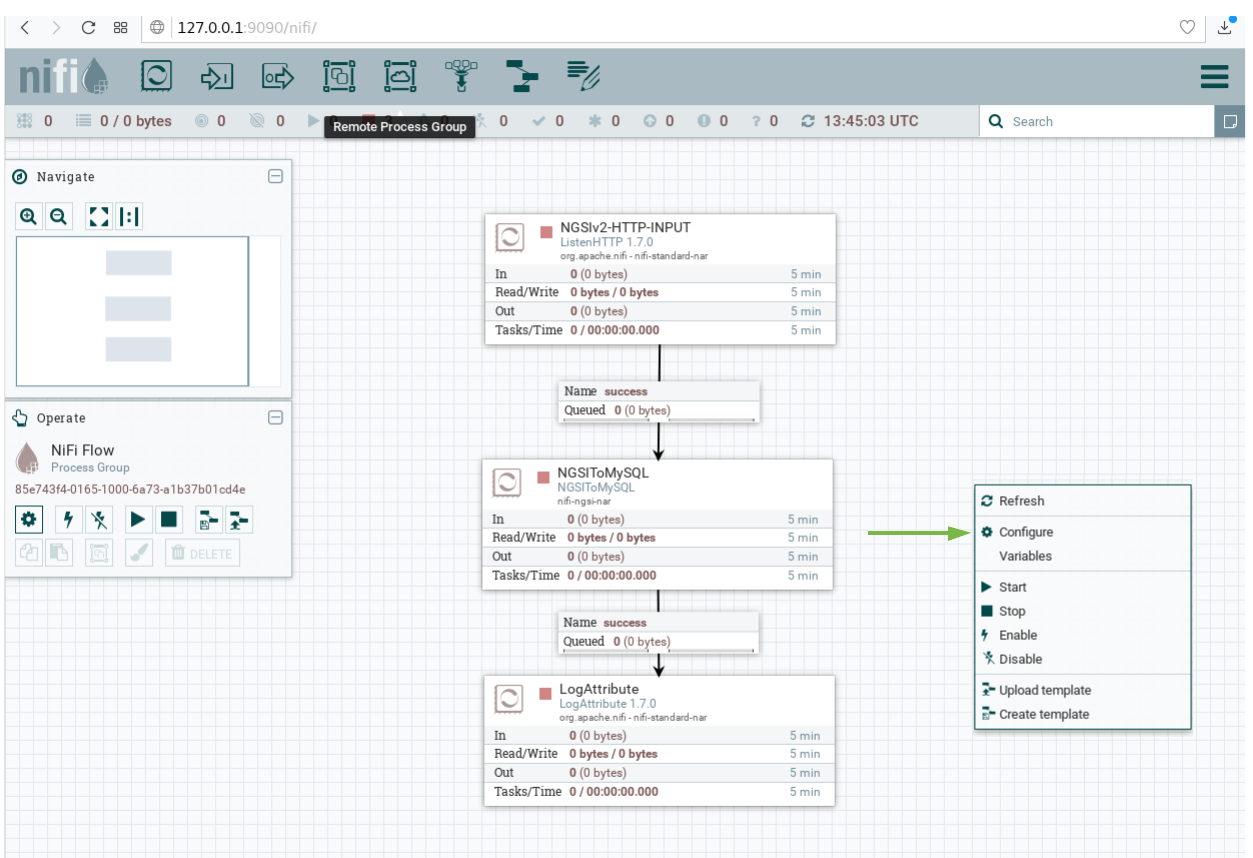 127.0.0.1:9090/nifi/
nifi
0 0 / 0 bytes 0 0 0 0 0 0 0 0 13:45:03 UTC
Search
Remote Process Group
Navigate
Operate
NiFi Flow
Process Group
85e743f4-0165-1000-6a73-a1b37b01cd4e
DELETE
NGSIv2-HTTP-INPUT
ListenHTTP 1.7.0
org.apache.nifi - nifi-standard-nar
In 0 (0 bytes) 5 min
Read/Write 0 bytes / 0 bytes 5 min
Out 0 (0 bytes) 5 min
Tasks/Time 0 / 00:00:00.000 5 min
Name success
Queued 0 (0 bytes)
NGSIToMySQL
NGSIToMySQL
nifi-ngsi-nar
In 0 (0 bytes) 5 min
Read/Write 0 bytes / 0 bytes 5 min
Out 0 (0 bytes) 5 min
Tasks/Time 0 / 00:00:00.000 5 min
Name success
Queued 0 (0 bytes)
LogAttribute
LogAttribute 1.7.0
org.apache.nifi - nifi-standard-nar
In 0 (0 bytes) 5 min
Read/Write 0 bytes / 0 bytes 5 min
Out 0 (0 bytes) 5 min
Tasks/Time 0 / 00:00:00.000 5 min
Refresh
Configure
Variables
Start
Stop
Enable
Disable
Upload template
Create template